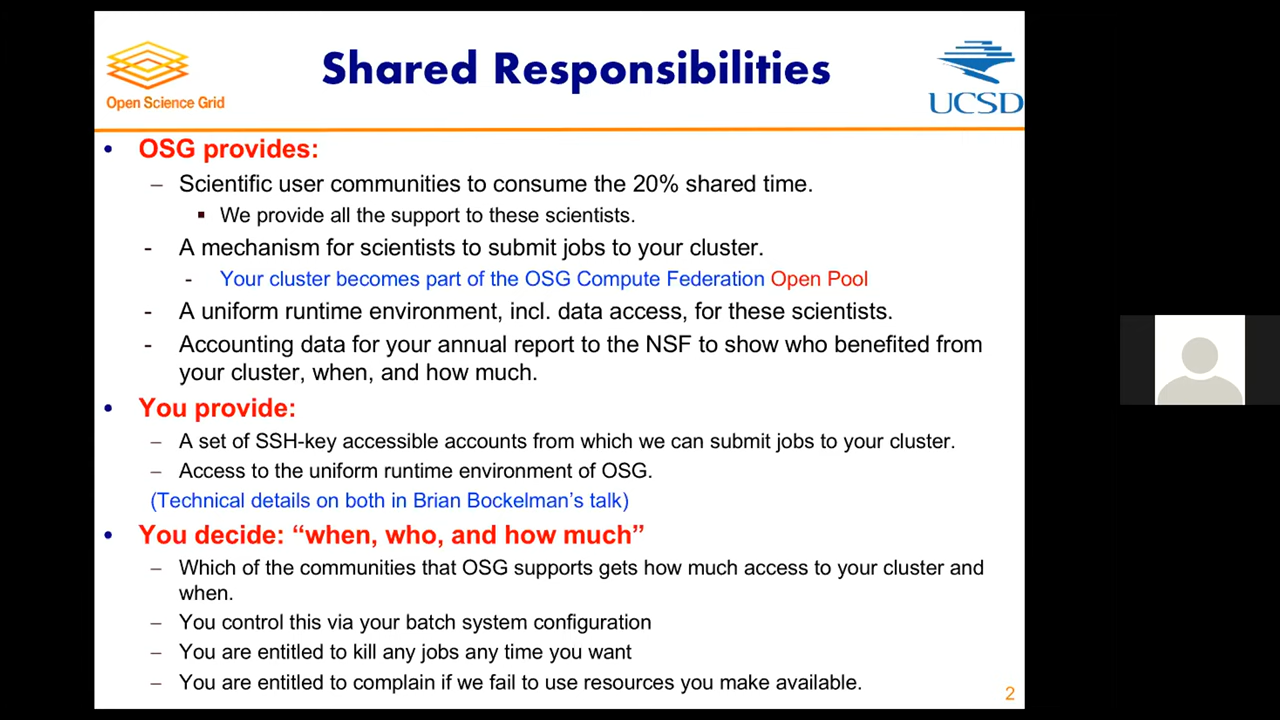 Shared Responsibilities
Open Science Grid
UCSD
• OSG provides:
– Scientific user communities to consume the 20% shared time.
▪ We provide all the support to these scientists.
- A mechanism for scientists to submit jobs to your cluster.
- Your cluster becomes part of the OSG Compute Federation Open Pool
- A uniform runtime environment, incl. data access, for these scientists.
- Accounting data for your annual report to the NSF to show who benefited from
your cluster, when, and how much.
• You provide:
– A set of SSH-key accessible accounts from which we can submit jobs to your cluster.
– Access to the uniform runtime environment of OSG.
(Technical details on both in Brian Bockelman’s talk)
• You decide: “when, who, and how much”
– Which of the communities that OSG supports gets how much access to your cluster and
when.
– You control this via your batch system configuration
– You are entitled to kill any jobs any time you want
– You are entitled to complain if we fail to use resources you make available.
2